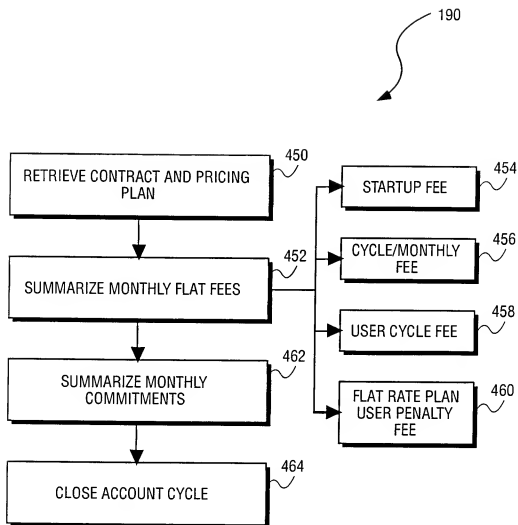 190
450
RETRIEVE CONTRACT AND PRICING
PLAN
452
SUMMARIZE MONTHLY FLAT FEES
462
SUMMARIZE MONTHLY
COMMITMENTS
464
CLOSE ACCOUNT CYCLE
454
STARTUP FEE
456
CYCLE/MONTHLY
FEE
458
USER CYCLE FEE
460
FLAT RATE PLAN
USER PENALTY
FEE